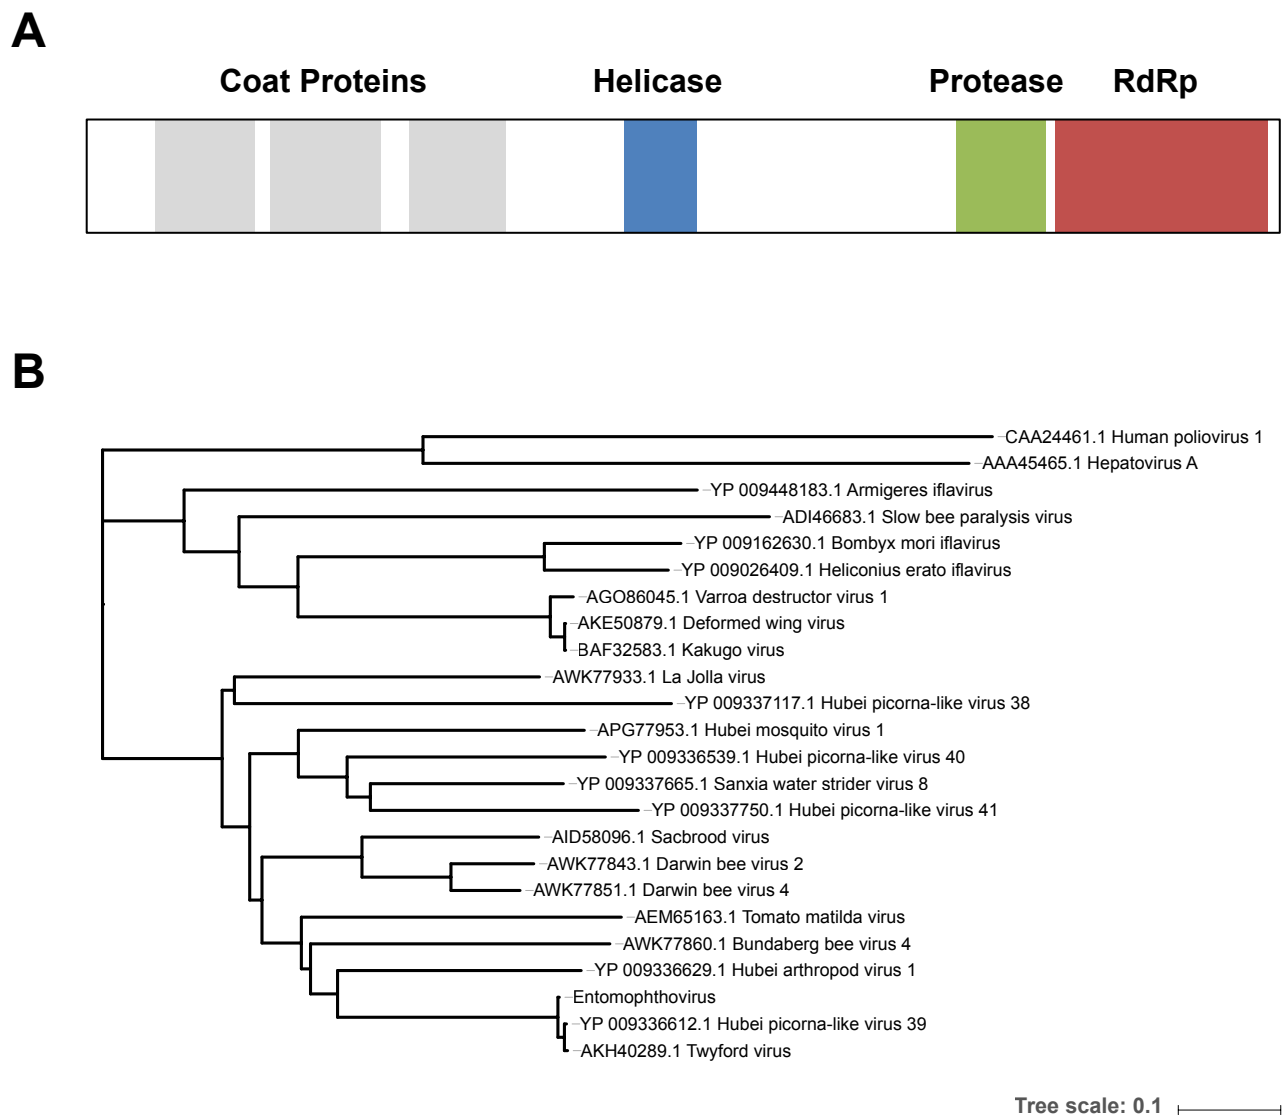 A
Coat Proteins Helicase Protease RdRp
B
CAA24461.1 Human poliovirus 1
AAA45465.1 Hepatovirus A
YP 009448183.1 Armigeres iflavirus
ADI46683.1 Slow bee paralysis virus
YP 009162630.1 Bombyx mori iflavirus
YP 009026409.1 Heliconius erato iflavirus
AGO86045.1 Varroa destructor virus 1
AKE50879.1 Deformed wing virus
BAF32583.1 Kakugo virus
AWK77933.1 La Jolla virus
YP 009337117.1 Hubei picorna-like virus 38
APG77953.1 Hubei mosquito virus 1
YP 009336539.1 Hubei picorna-like virus 40
YP 009337665.1 Sanxia water strider virus 8
YP 009337750.1 Hubei picorna-like virus 41
AID58096.1 Sacbrood virus
AWK77843.1 Darwin bee virus 2
AWK77851.1 Darwin bee virus 4
AEM65163.1 Tomato matilda virus
AWK77860.1 Bundaberg bee virus 4
YP 009336629.1 Hubei arthropod virus 1
Entomophthovirus
YP 009336612.1 Hubei picorna-like virus 39
AKH40289.1 Twyford virus
Tree scale: 0.1